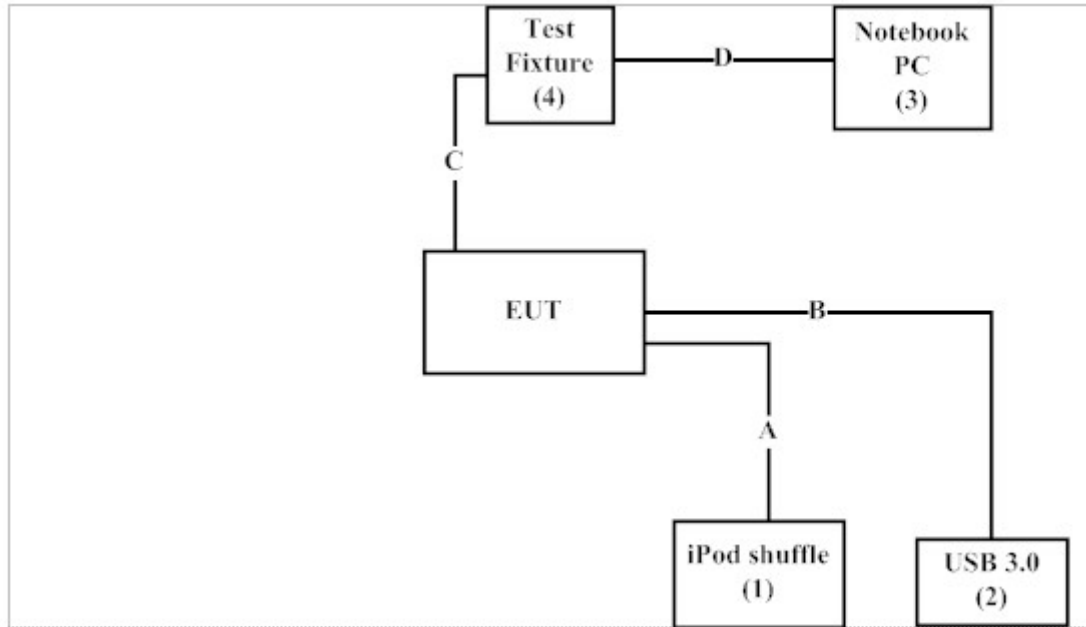 Test
Fixture
(4)
D
Notebook
PC
(3)
C
EUT
B
A
iPod shuffle
(1)
USB 3.0
(2)